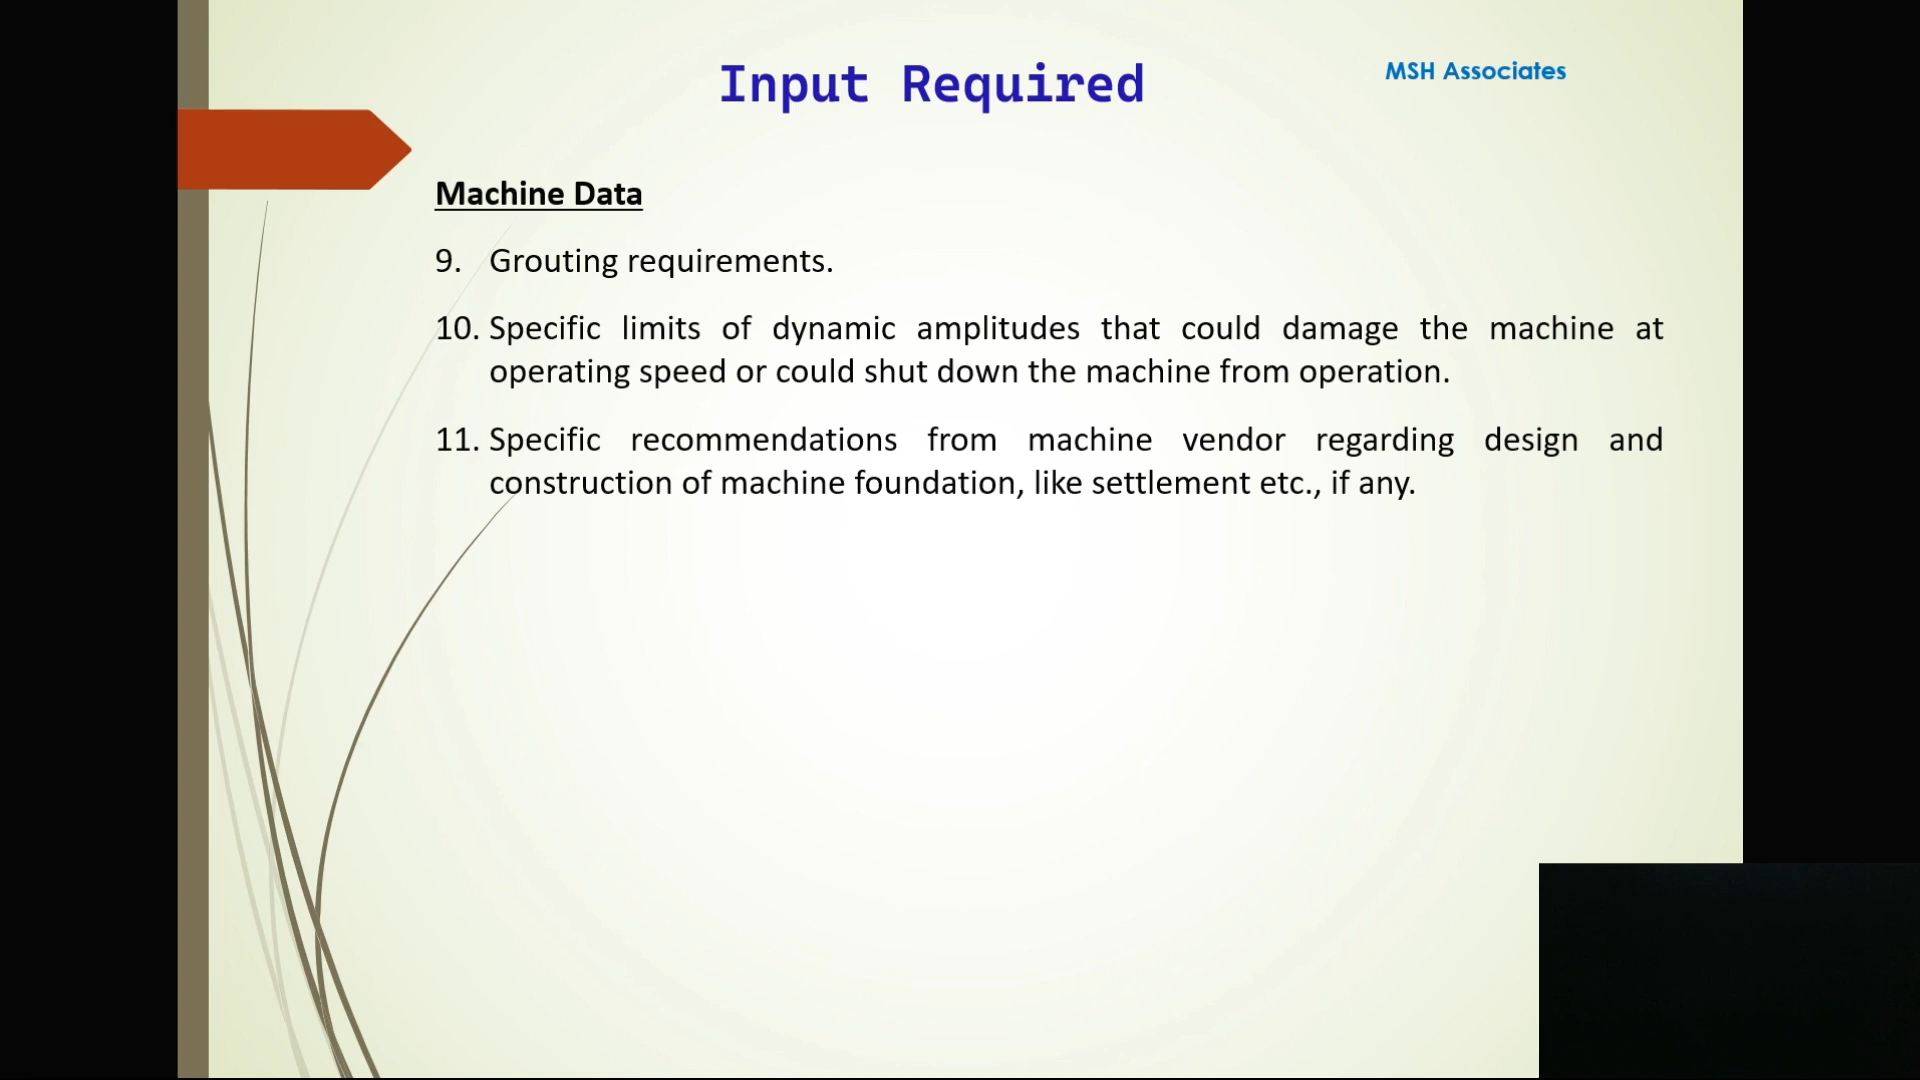 Input Required
MSH Associates
Machine Data
9. Grouting requirements.
10. Specific limits of dynamic amplitudes that could damage the machine at
operating speed or could shut down the machine from operation.
11. Specific recommendations from machine vendor regarding design and
construction of machine foundation, like settlement etc., if any.